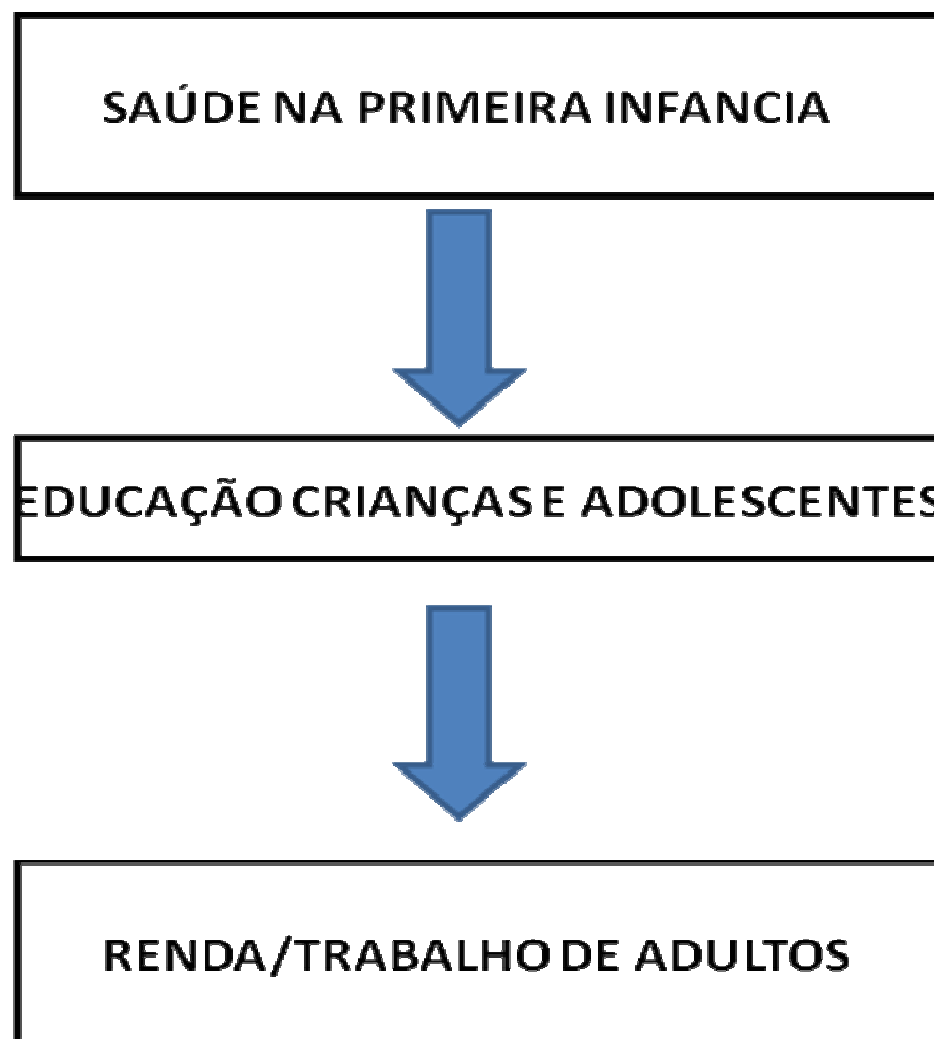 SAÚDE NA PRIMEIRA INFANCIA
EDUCAÇÃO CRIANÇAS E ADOLESCENTES
RENDA/TRABALHO DE ADULTOS